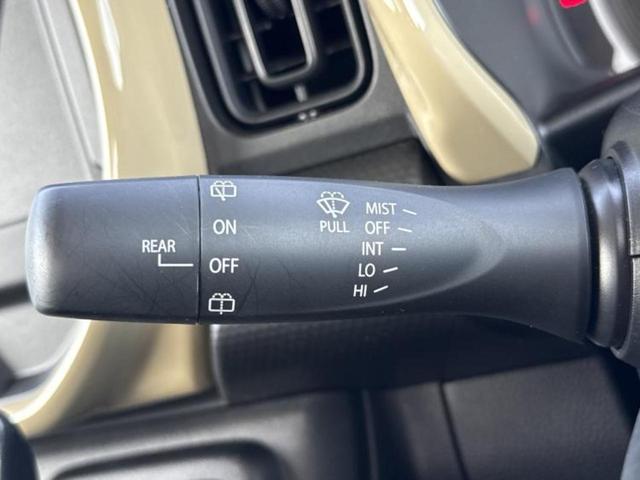 REAR
ON
OFF
PULL
MIST
OFF
INT
LO
HI